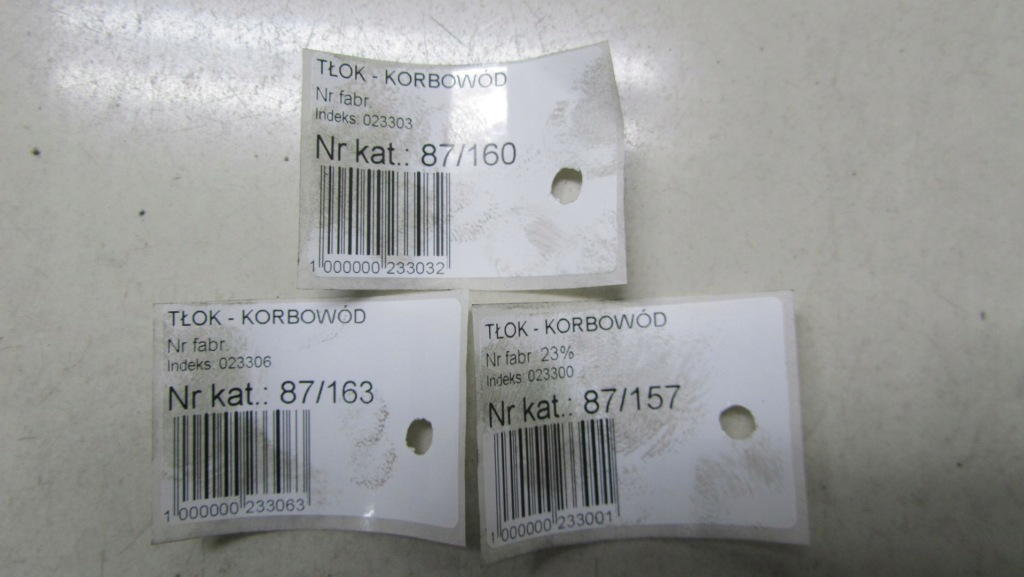 TŁOK - KORBOWÓD
Nr fabr.
Indeks: 023303
Nr kat.: 87/160
1 000000 233032
TŁOK - KORBOWÓD
Nr fabr.
Indeks: 023306
Nr kat.: 87/163
1 000000 233063
TŁOK - KORBOWÓD
Nr fabr. 23%
Indeks: 023300
Nr kat.: 87/157
1 000000 233001